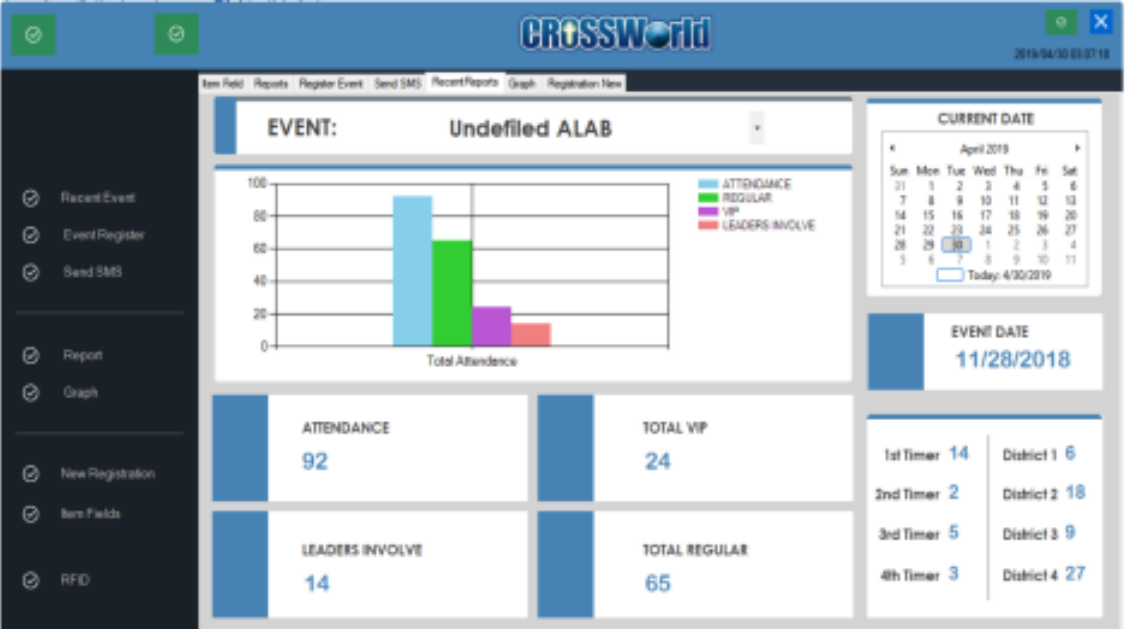 CROSSWorld
2019/04/30 03:07:18
Item Field Reports Register Event Send SMS Recent Reports Graph Registration New
Recent Event
Event Register
Send SMS
Report
Graph
New Registration
Item Fields
RFID
EVENT: Undefiled ALAB
100
80
60
40
20
0
Total Attendance
ATTENDANCE
REGULAR
VIP
LEADERS INVOLVE
ATTENDANCE
92
TOTAL VIP
24
LEADERS INVOLVE
14
TOTAL REGULAR
65
CURRENT DATE
April 2019
Sun Mon Tue Wed Thu Fri Sat
31 1 2 3 4 5 6
7 8 9 10 11 12 13
14 15 16 17 18 19 20
21 22 23 24 25 26 27
28 29 30 1 2 3 4
5 6 7 8 9 10 11
Today: 4/30/2019
EVENT DATE
11/28/2018
1st Timer 14 District 1 6
2nd Timer 2 District 2 18
3rd Timer 5 District 3 9
4th Timer 3 District 4 27